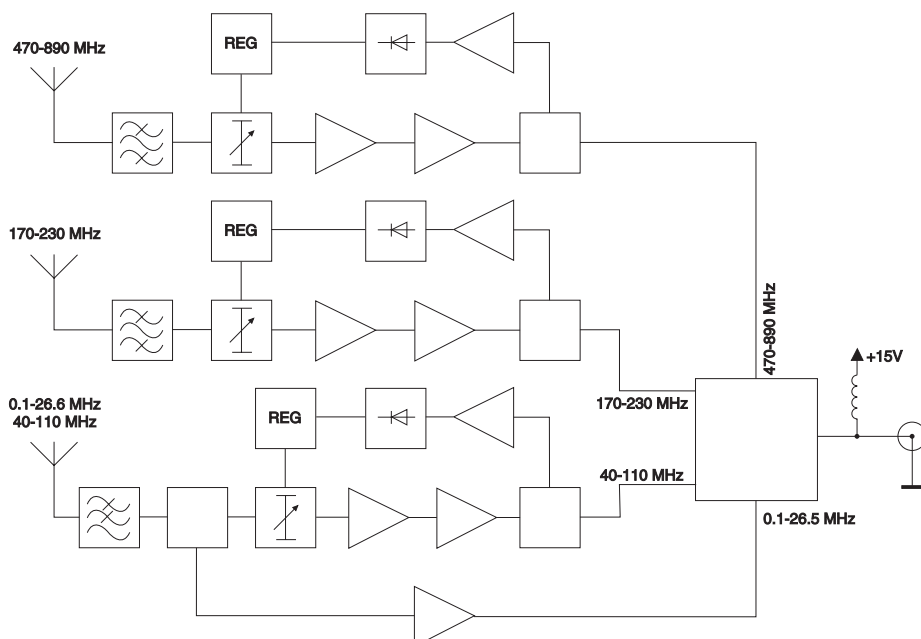 470-890 MHz
REG
170-230 MHz
REG
470-890 MHz
+15V
0.1-26.6 MHz
40-110 MHz
170-230 MHz
REG
40-110 MHz
0.1-26.5 MHz